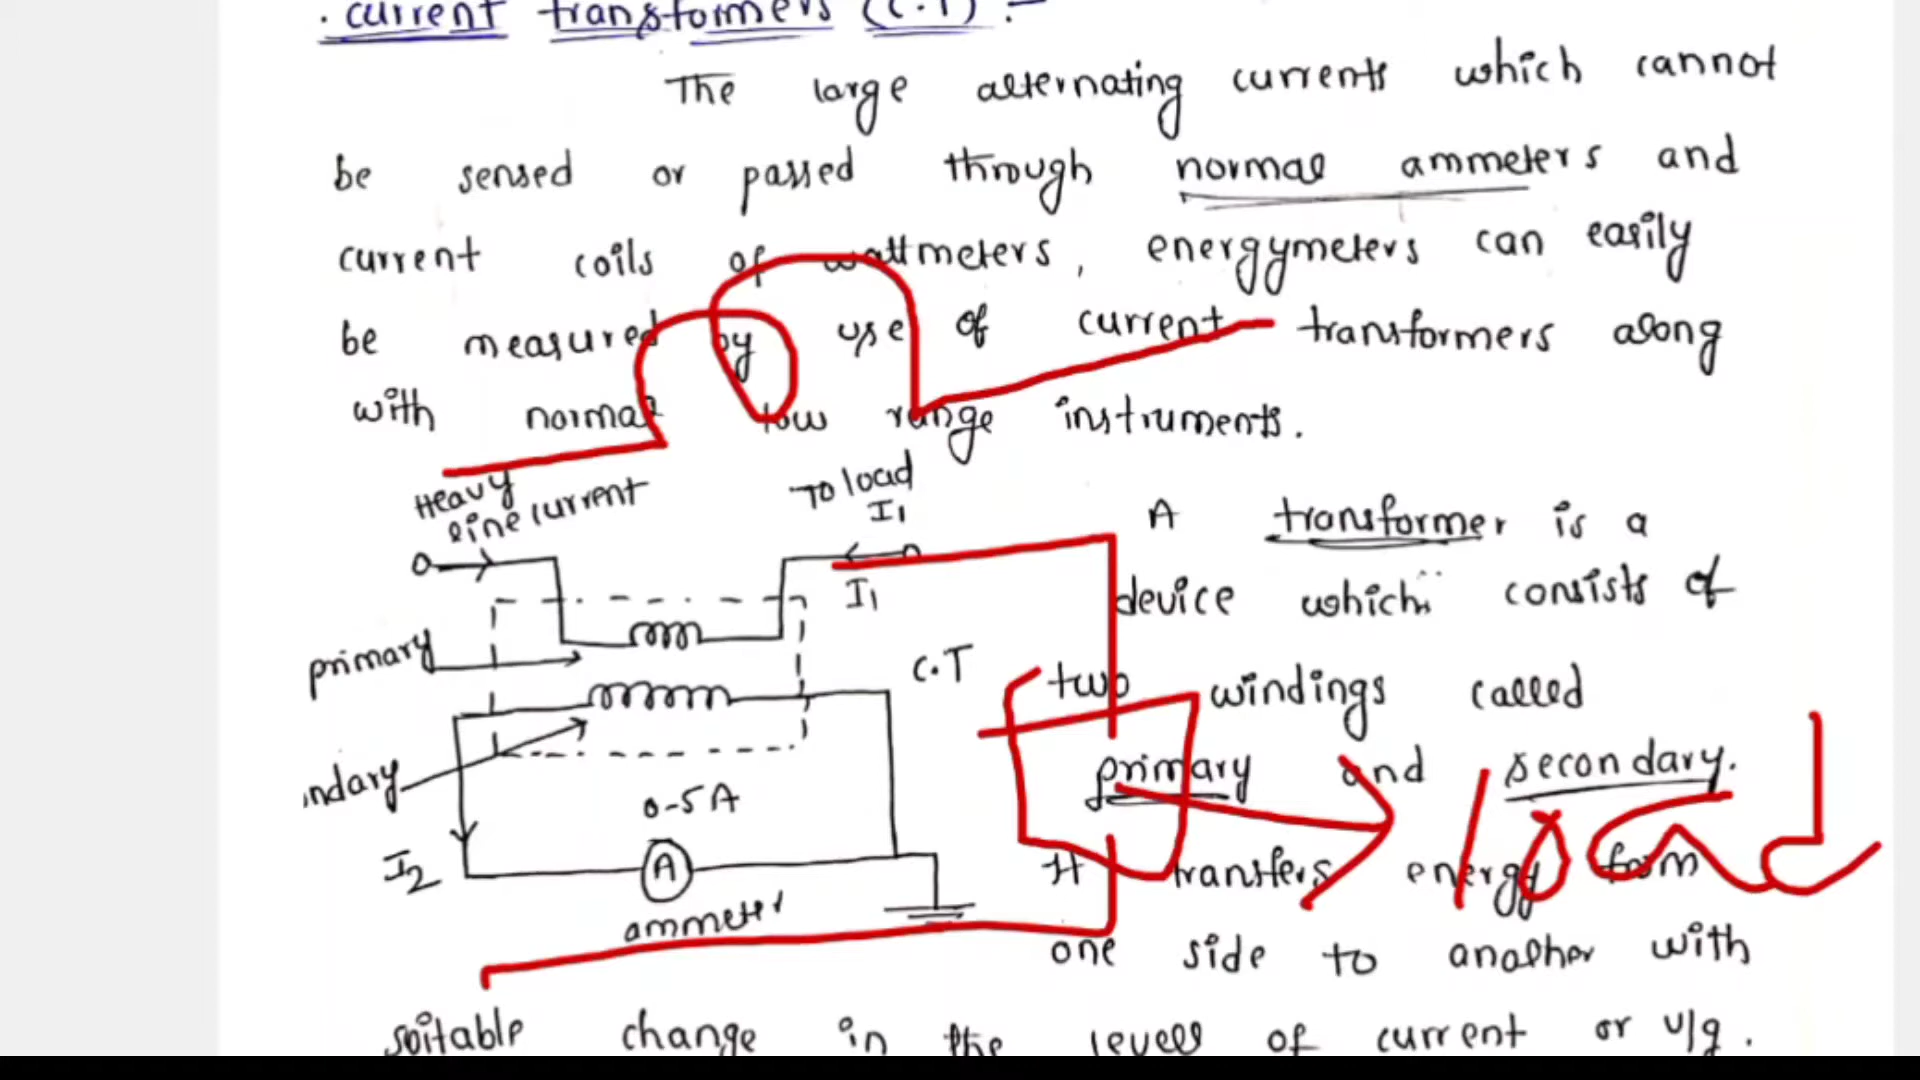 . current transformers (C.T) :-
The large alternating currents which cannot
be sensed or passed through normal ammeters and
current coils of wattmeters, energymeters can easily
be measured by use of current transformers along
with normal low range instruments.
Heavy
line current
To load
I1
I1
primary
C.T
ndary
0-5A
I2
A
ammeter
A transformer is a
device which consists of
two windings called
primary and secondary.
load
It transfers energy form
one side to another with
suitable change in the levels of current or v/g.